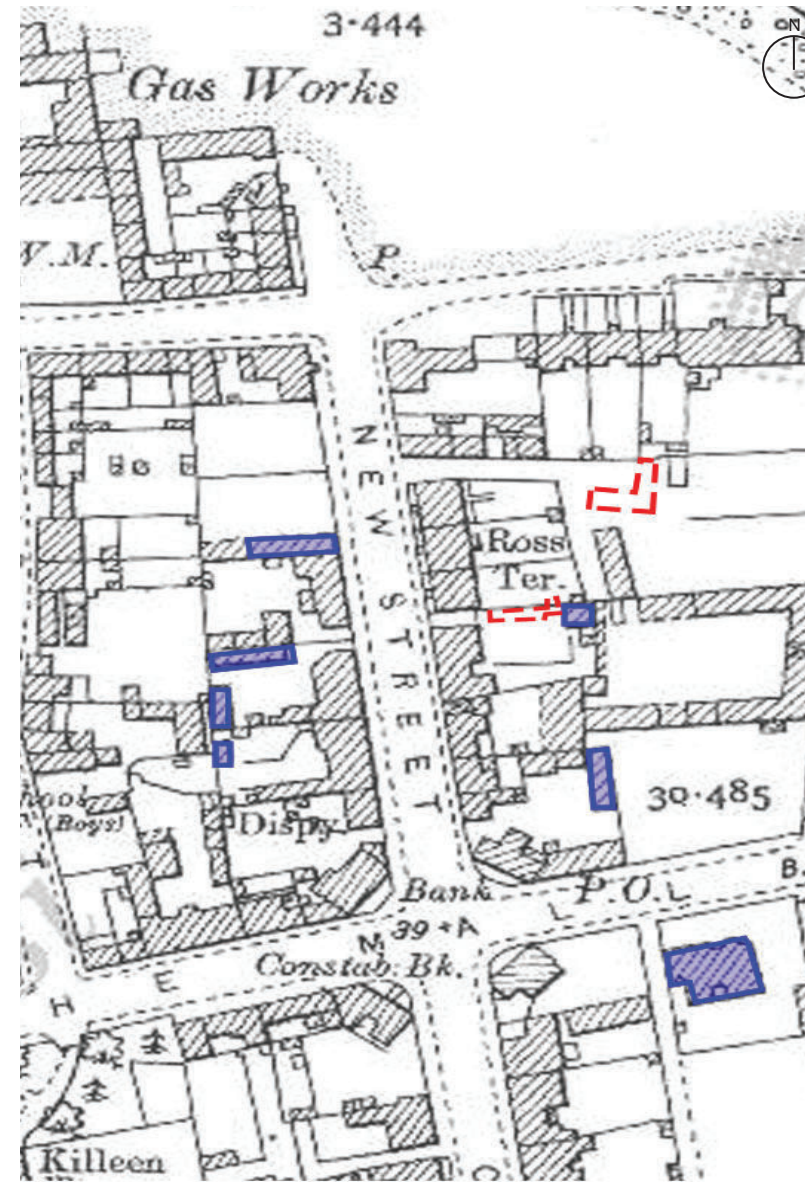 3·444
N
Gas Works
W.M.
P.
NEW STREET
Ross
Ter.
30·485
(Boys)
Dispy
Bank
P.O.
B.
39+A
Constab: Bk.
H E M A L L
Killeen